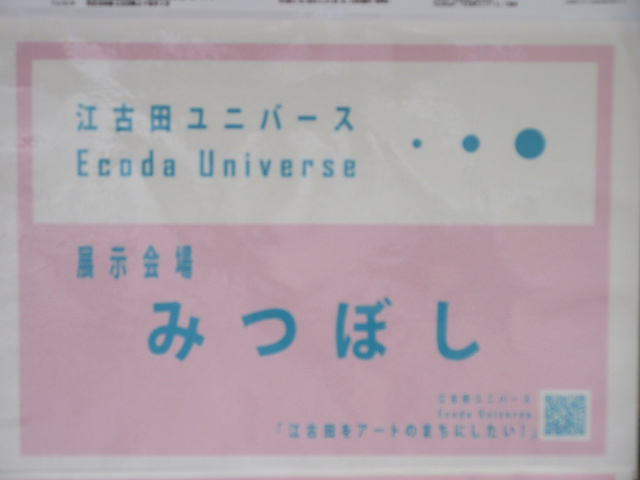 江古田ユニバース
Ecoda Universe
展示会場
みつぼし
江古田ユニバース
Ecoda Universe
「江古田をアートのまちにしたい！」